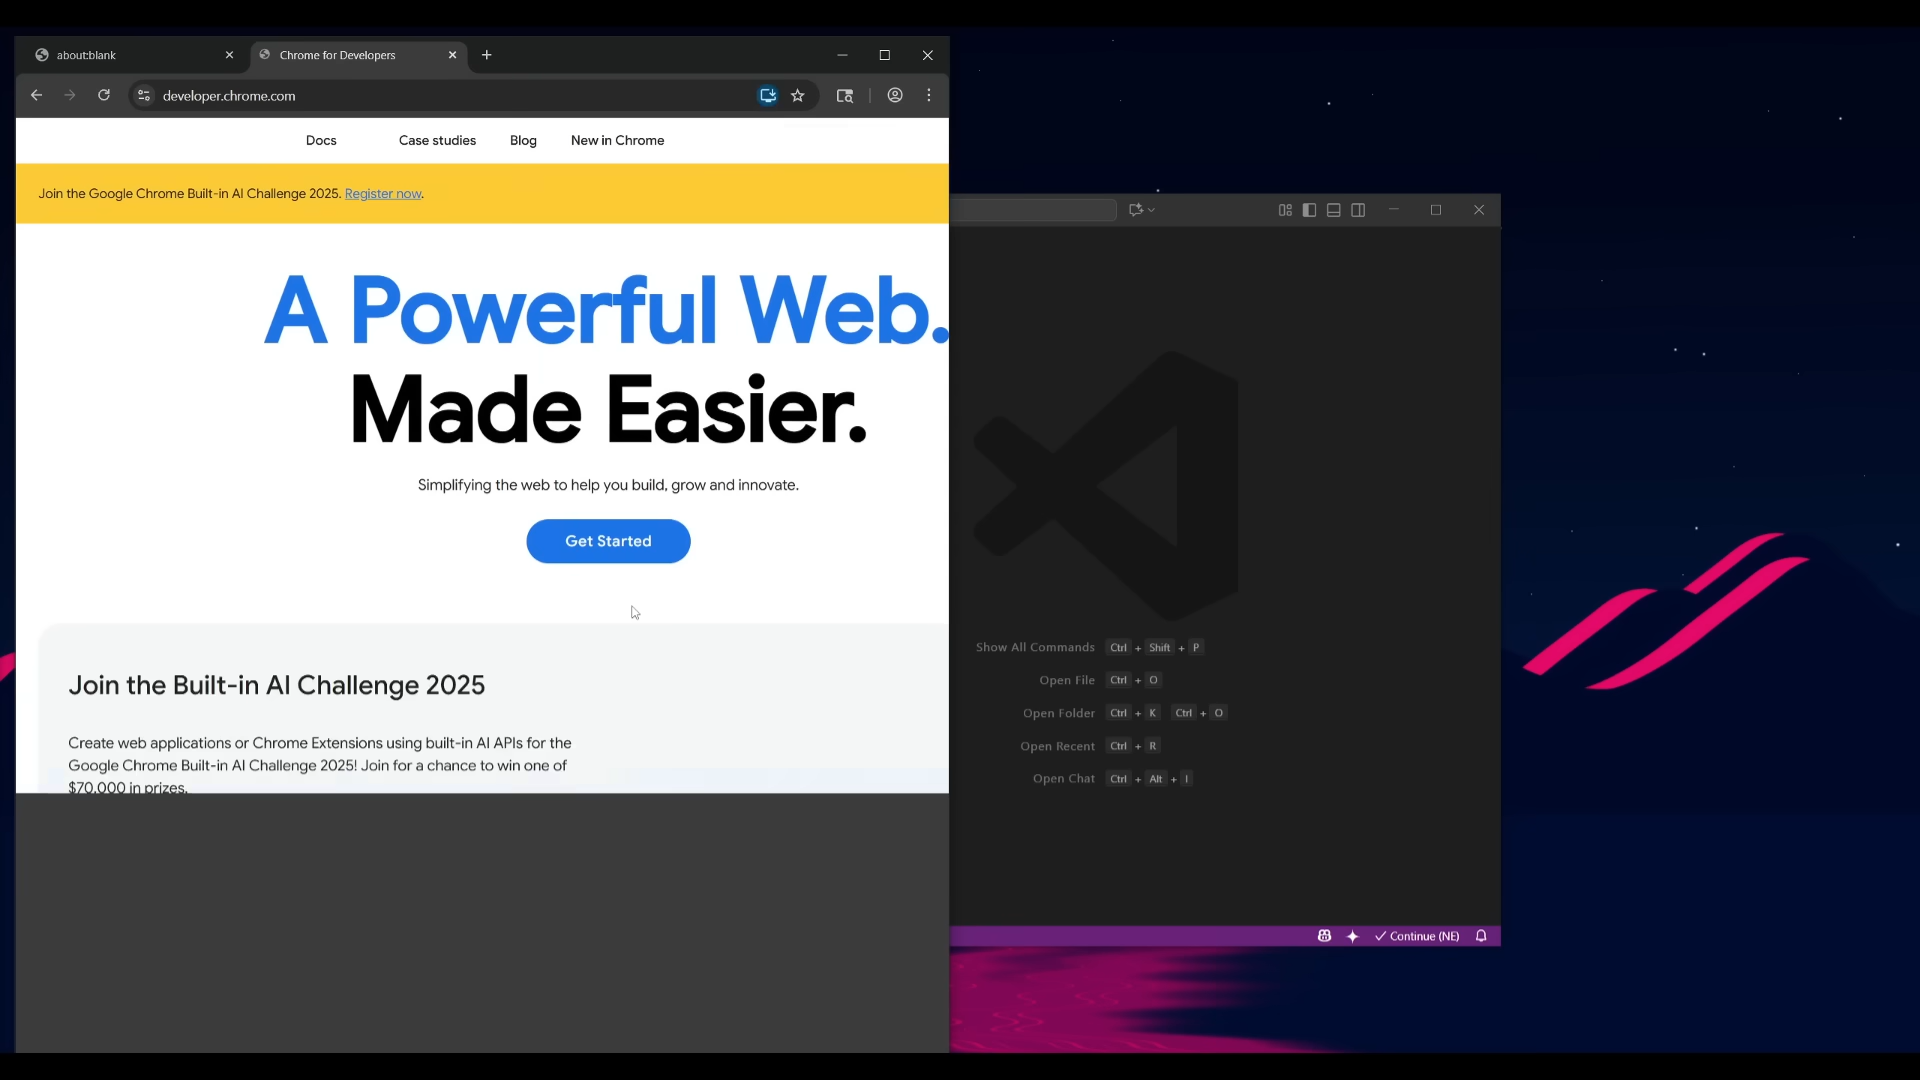 about:blank
Chrome for Developers
developer.chrome.com
Docs
Case studies
Blog
New in Chrome
Join the Google Chrome Built-in AI Challenge 2025. Register now.
A Powerful Web.
Made Easier.
Simplifying the web to help you build, grow and innovate.
Get Started
Join the Built-in AI Challenge 2025
Create web applications or Chrome Extensions using built-in AI APIs for the
Google Chrome Built-in AI Challenge 2025! Join for a chance to win one of
$70,000 in prizes.
Show All Commands Ctrl + Shift + P
Open File Ctrl + O
Open Folder Ctrl + K Ctrl + O
Open Recent Ctrl + R
Open Chat Ctrl + Alt + I
Continue (NE)